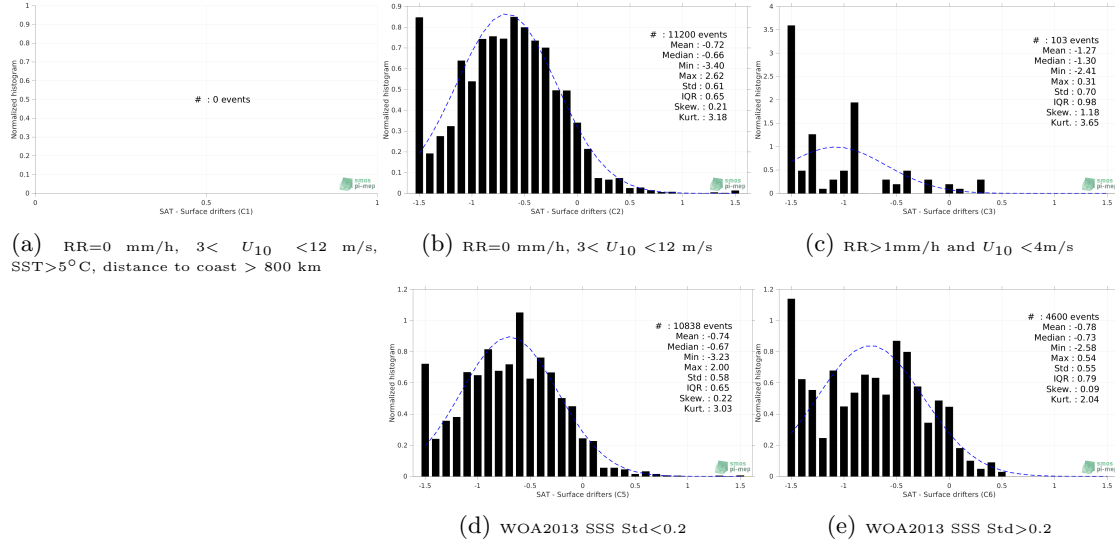 1
0.9
0.8
0.7
0.6
0.5
0.4
0.3
0.2
0.1
0
Normalized histogram
# : 0 events
smos
pi-mep
0 0.5 1
SAT - Surface drifters (C1)
(a) RR=0 mm/h, 3< U10 <12 m/s,
SST>5°C, distance to coast > 800 km
0.9
0.8
0.7
0.6
0.5
0.4
0.3
0.2
0.1
0
Normalized histogram
# : 11200 events
Mean : -0.72
Median : -0.66
Min : -3.40
Max : 2.62
Std : 0.61
IQR : 0.65
Skew. : 0.21
Kurt. : 3.18
smos
pi-mep
-1.5 -1 -0.5 0 0.5 1 1.5
SAT - Surface drifters (C2)
(b) RR=0 mm/h, 3< U10 <12 m/s
4
3.5
3
2.5
2
1.5
1
0.5
0
Normalized histogram
# : 103 events
Mean : -1.27
Median : -1.30
Min : -2.41
Max : 0.31
Std : 0.70
IQR : 0.98
Skew. : 1.18
Kurt. : 3.65
smos
pi-mep
-1.5 -1 -0.5 0 0.5 1 1.5
SAT - Surface drifters (C3)
(c) RR>1mm/h and U10 <4m/s
1.2
1
0.8
0.6
0.4
0.2
0
Normalized histogram
# : 10838 events
Mean : -0.74
Median : -0.67
Min : -3.23
Max : 2.00
Std : 0.58
IQR : 0.65
Skew. : 0.22
Kurt. : 3.03
smos
pi-mep
-1.5 -1 -0.5 0 0.5 1 1.5
SAT - Surface drifters (C5)
(d) WOA2013 SSS Std<0.2
1.2
1
0.8
0.6
0.4
0.2
0
Normalized histogram
# : 4600 events
Mean : -0.78
Median : -0.73
Min : -2.58
Max : 0.54
Std : 0.55
IQR : 0.79
Skew. : 0.09
Kurt. : 2.04
smos
pi-mep
-1.5 -1 -0.5 0 0.5 1 1.5
SAT - Surface drifters (C6)
(e) WOA2013 SSS Std>0.2